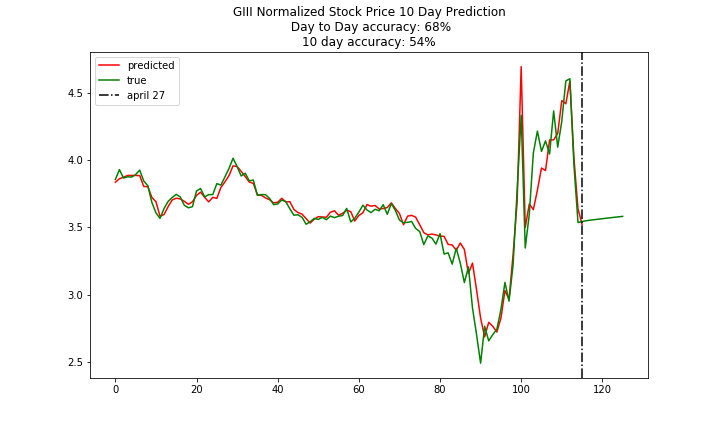 GIII Normalized Stock Price 10 Day Prediction
Day to Day accuracy: 68%
10 day accuracy: 54%
predicted
true
april 27
4.5
4.0
3.5
3.0
2.5
0 20 40 60 80 100 120